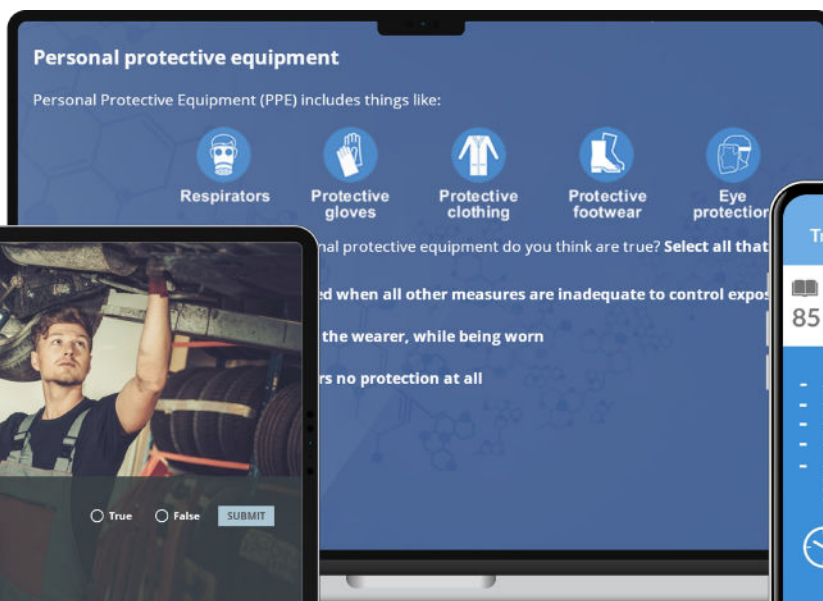 Personal protective equipment
Personal Protective Equipment (PPE) includes things like:
Respirators
Protective gloves
Protective clothing
Protective footwear
Eye protection
nal protective equipment do you think are true? Select all that
ed when all other measures are inadequate to control expos
the wearer, while being worn
rs no protection at all
True
False
SUBMIT
Tr
85